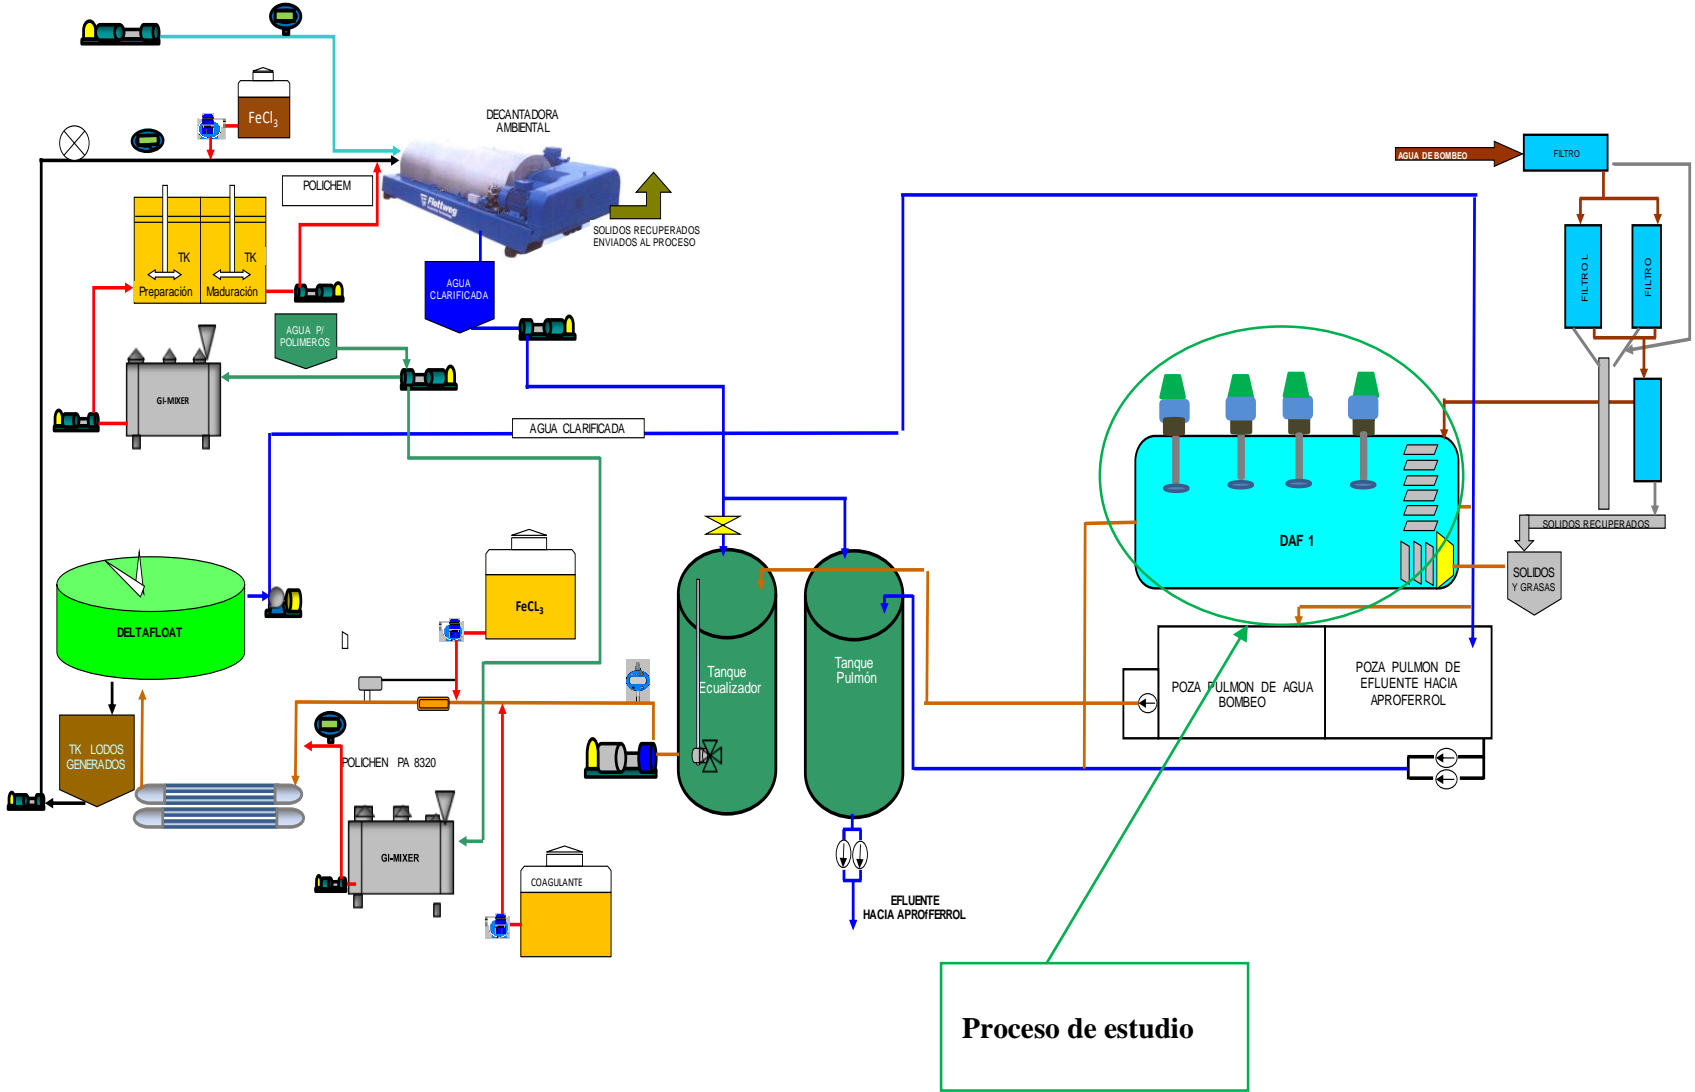 FeCl3
DECANTADORA
AMBIENTAL
AGUA DE BOMBEO
FILTRO
POLICHEM
Flottweg
SOLIDOS RECUPERADOS
ENVIADOS AL PROCESO
TK
TK
Preparación
Maduración
AGUA
CLARIFICADA
FILTRO L
FILTRO
AGUA P/
POLIMEROS
GI-MIXER
AGUA CLARIFICADA
SOLIDOS RECUPERADOS
DAF 1
SOLIDOS
Y GRASAS
FeCL3
DELTAFLOAT
Tanque
Ecualizador
Tanque
Pulmón
POZA PULMON DE AGUA
BOMBEO
POZA PULMON DE
EFLUENTE HACIA
APROFERROL
TK LODOS
GENERADOS
POLICHEN PA 8320
GI-MIXER
COAGULANTE
EFLUENTE
HACIA APROfFERROL
Proceso de estudio